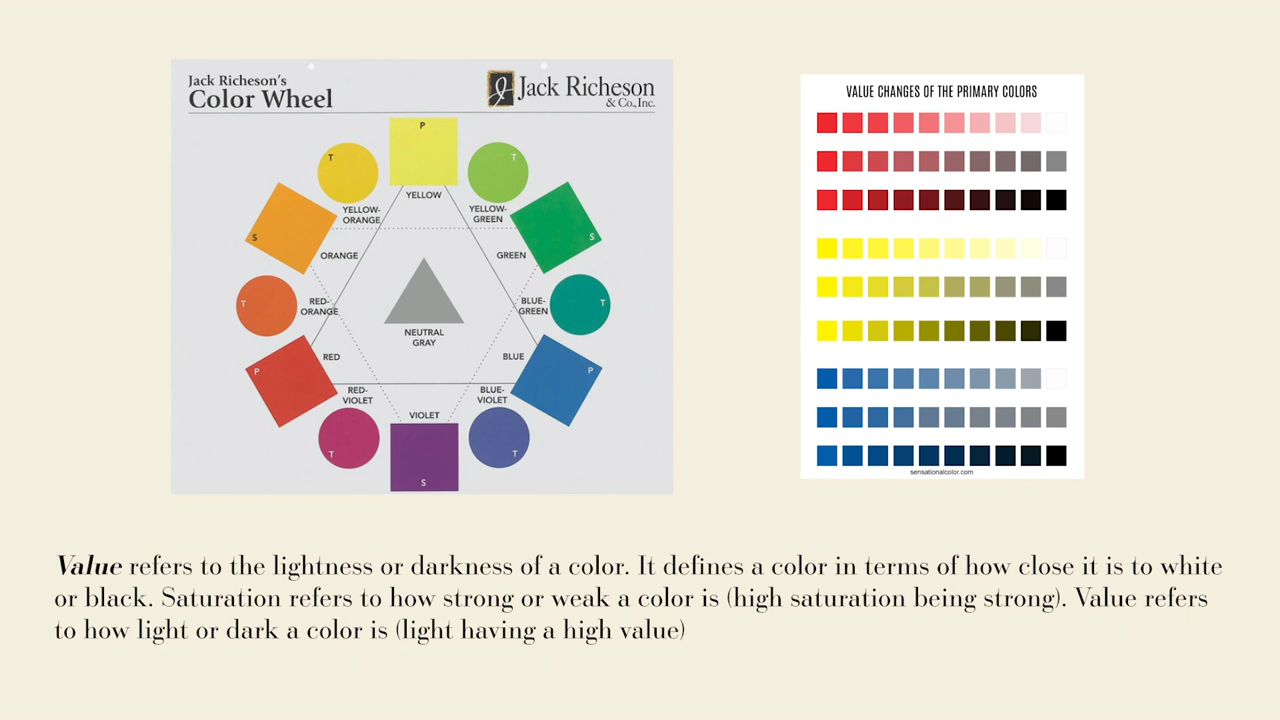 Jack Richeson's
Color Wheel
Jack Richeson
& Co., Inc.
P
YELLOW
T
YELLOW-
ORANGE
T
YELLOW-
GREEN
S
ORANGE
S
GREEN
T
RED-
ORANGE
BLUE-
GREEN
T
NEUTRAL
GRAY
P
RED
BLUE
P
RED-
VIOLET
T
VIOLET
S
BLUE-
VIOLET
T
VALUE CHANGES OF THE PRIMARY COLORS
sensationalcolor.com
Value refers to the lightness or darkness of a color. It defines a color in terms of how close it is to white
or black. Saturation refers to how strong or weak a color is (high saturation being strong). Value refers
to how light or dark a color is (light having a high value)